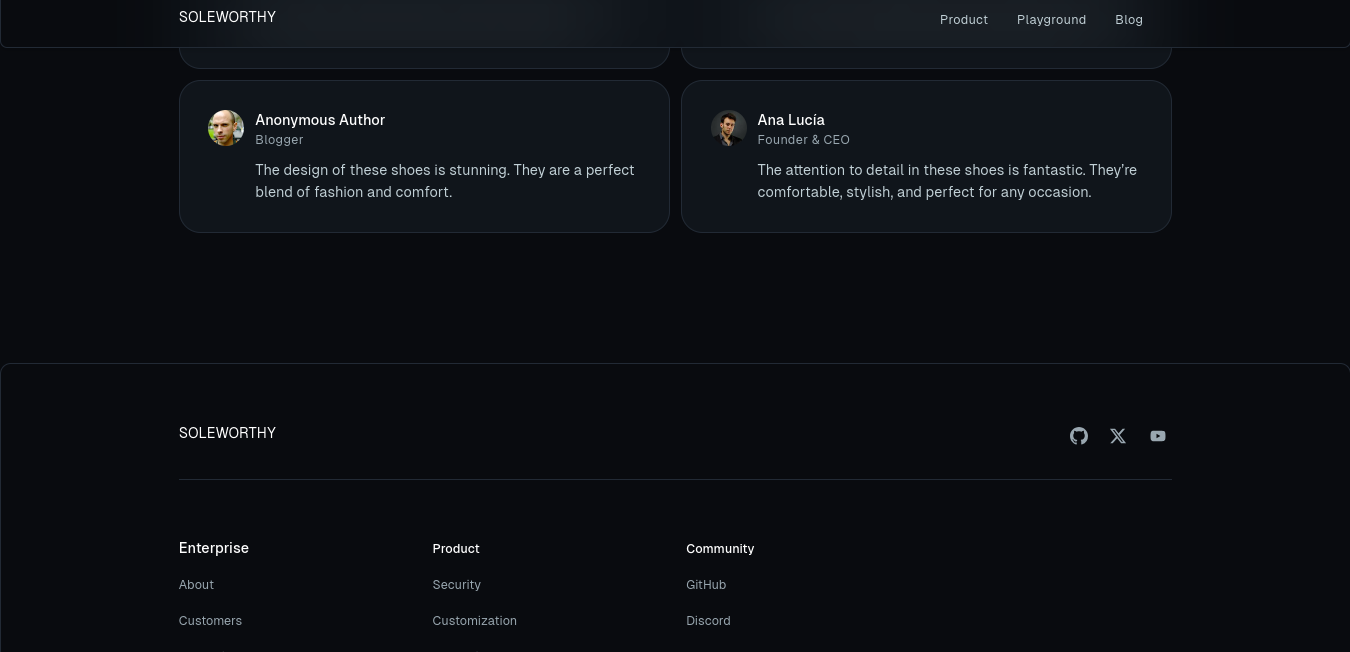 SOLEWORTHY
Product Playground Blog
Anonymous Author
Blogger
The design of these shoes is stunning. They are a perfect
blend of fashion and comfort.
Ana Lucia
Founder & CEO
The attention to detail in these shoes is fantastic. They're
comfortable, stylish, and perfect for any occasion.
SOLEWORTHY
Enterprise
About
Customers
Product
Security
Customization
Community
GitHub
Discord